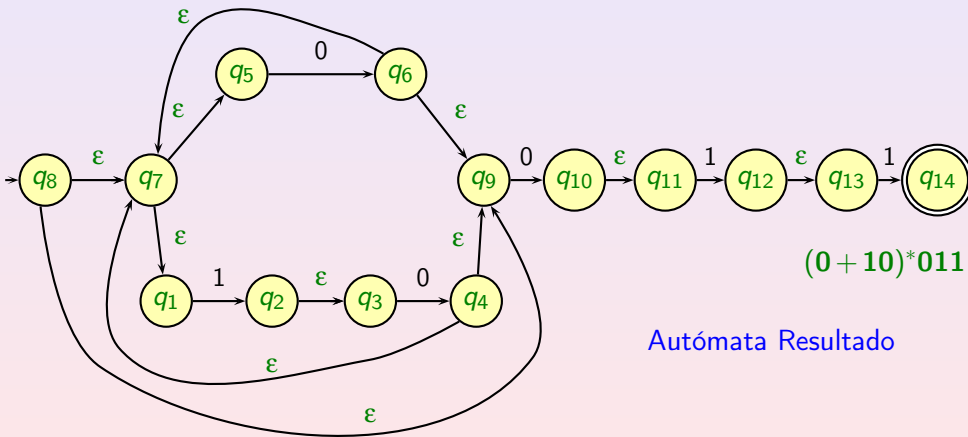 ε
0
q5
q6
ε
ε
ε
0
ε
1
ε
1
q8
q7
q9
q10
q11
q12
q13
q14
ε
ε
1
ε
0
(0+10)*011
q1
q2
q3
q4
Autómata Resultado
ε
ε